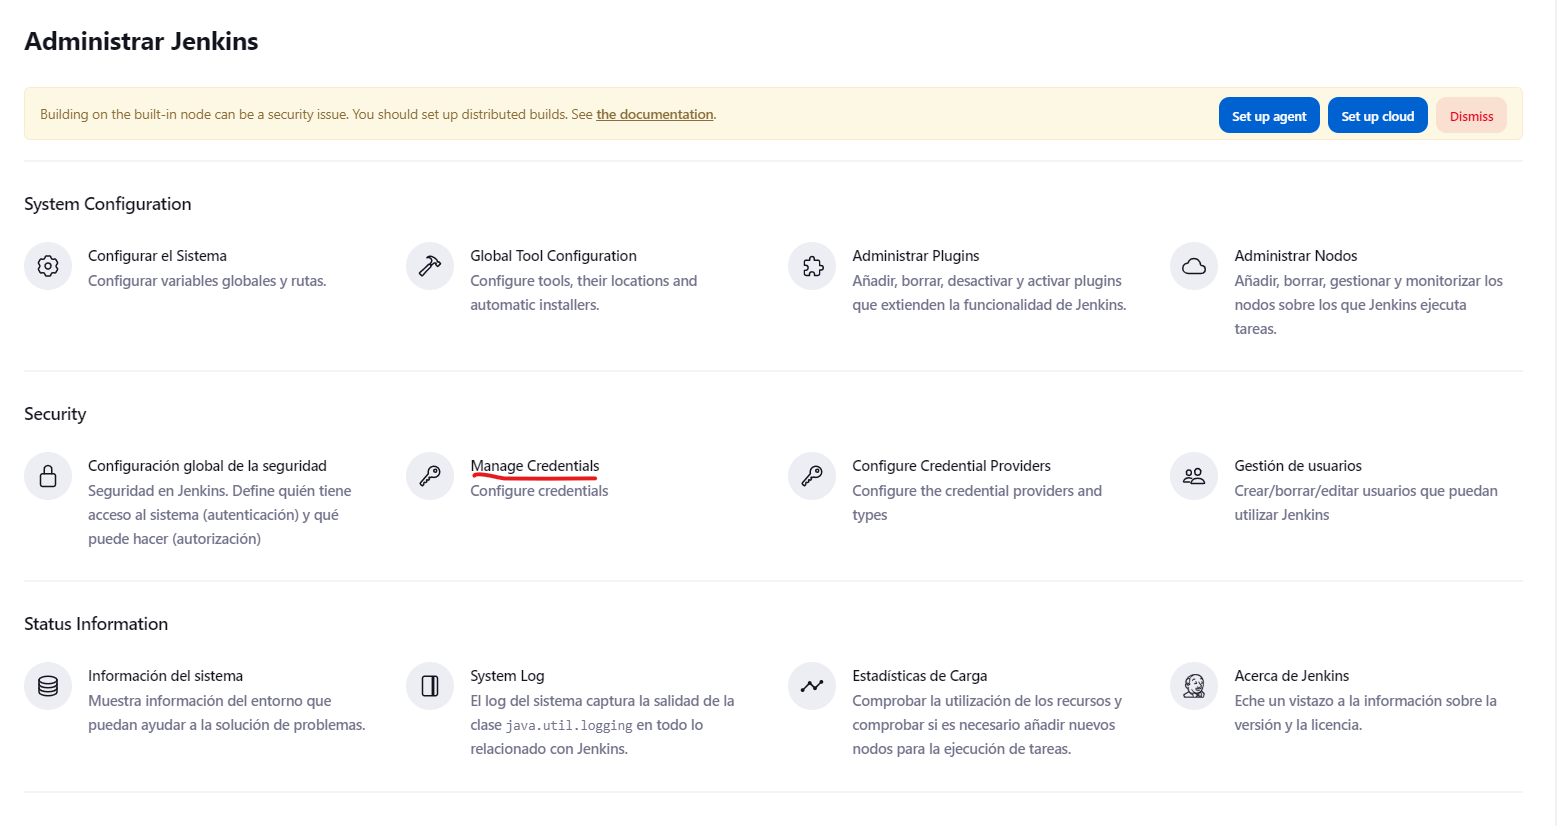 Administrar Jenkins
Building on the built-in node can be a security issue. You should set up distributed builds. See the documentation.
Set up agent
Set up cloud
Dismiss
System Configuration
Configurar el Sistema
Configurar variables globales y rutas.
Global Tool Configuration
Configure tools, their locations and
automatic installers.
Administrar Plugins
Añadir, borrar, desactivar y activar plugins
que extienden la funcionalidad de Jenkins.
Administrar Nodos
Añadir, borrar, gestionar y monitorizar los
nodos sobre los que Jenkins ejecuta
tareas.
Security
Configuración global de la seguridad
Seguridad en Jenkins. Define quién tiene
acceso al sistema (autenticación) y qué
puede hacer (autorización)
Manage Credentials
Configure credentials
Configure Credential Providers
Configure the credential providers and
types
Gestión de usuarios
Crear/borrar/editar usuarios que puedan
utilizar Jenkins
Status Information
Información del sistema
Muestra información del entorno que
puedan ayudar a la solución de problemas.
System Log
El log del sistema captura la salida de la
clase java.util.logging en todo lo
relacionado con Jenkins.
Estadísticas de Carga
Comprobar la utilización de los recursos y
comprobar si es necesario añadir nuevos
nodos para la ejecución de tareas.
Acerca de Jenkins
Eche un vistazo a la información sobre la
versión y la licencia.